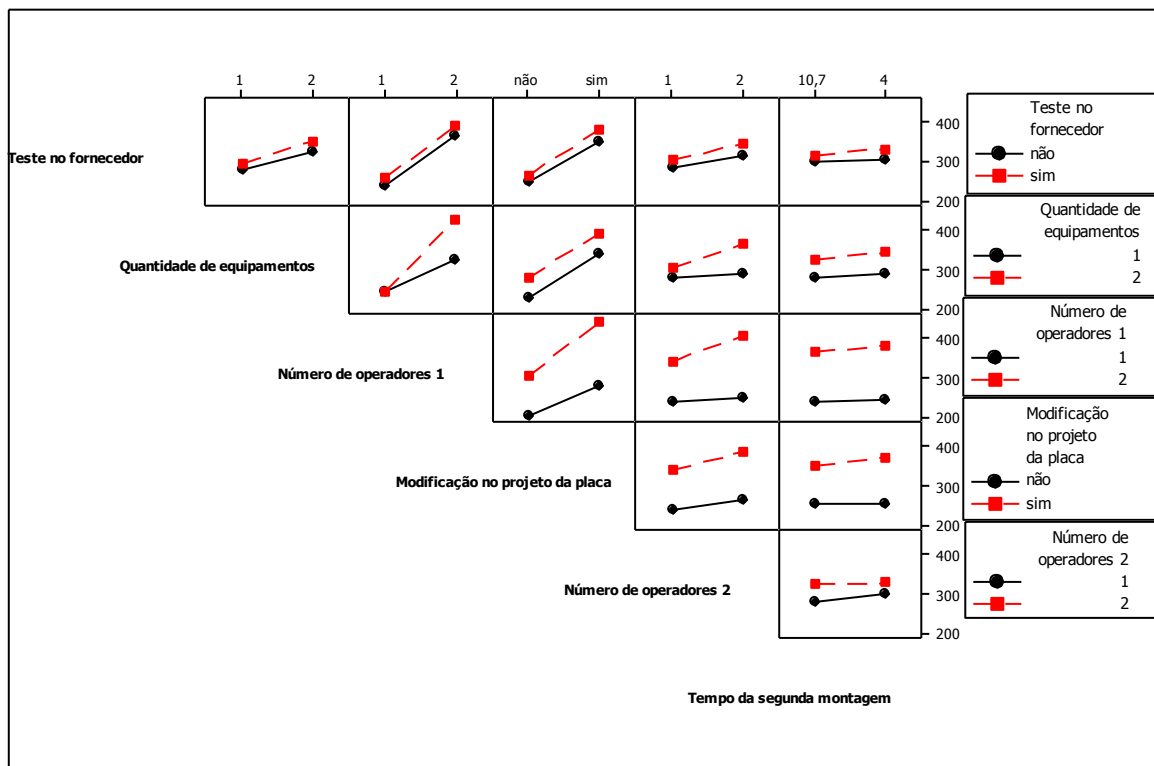 1 2 1 2 não sim 1 2 10,7 4
Teste no fornecedor
400
300
200
Teste no
fornecedor
não
sim
Quantidade de equipamentos
400
300
200
Quantidade de
equipamentos
1
2
Número de operadores 1
400
300
200
Número de
operadores 1
1
2
Modificação no projeto da placa
400
300
200
Modificação
no projeto
da placa
não
sim
Número de operadores 2
400
300
200
Número de
operadores 2
1
2
Tempo da segunda montagem